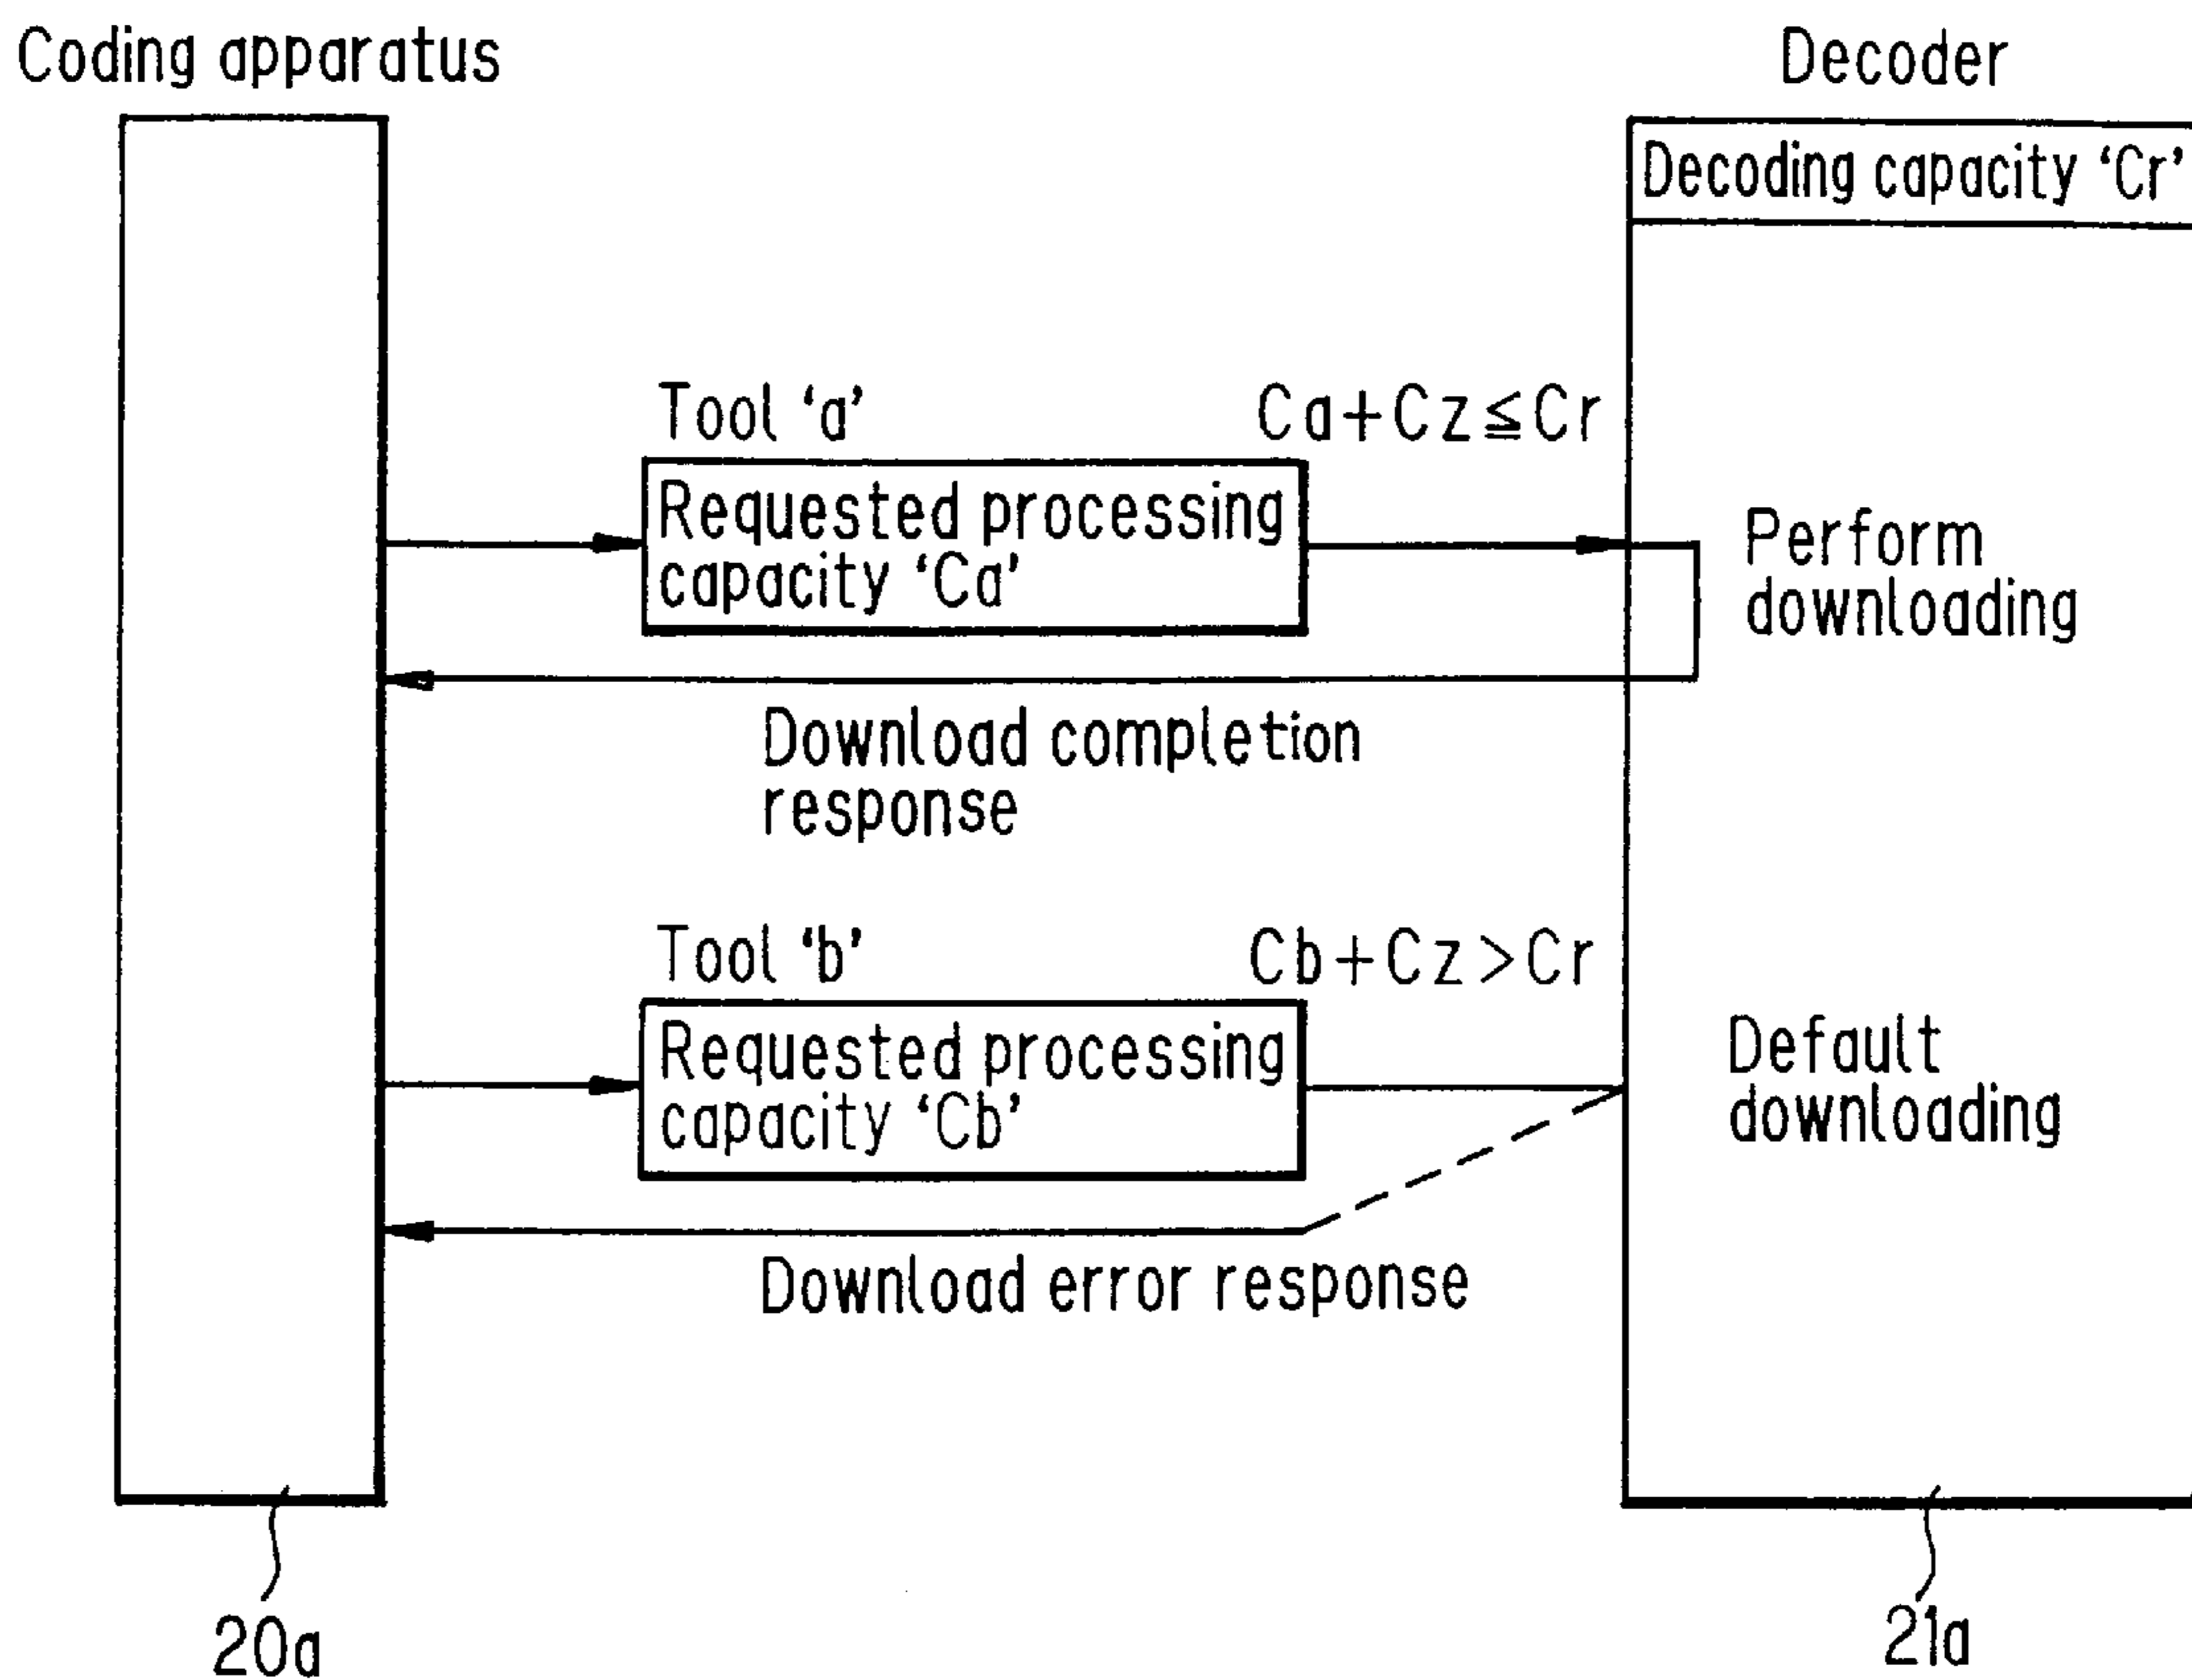 Coding apparatus
Decoder
Decoding capacity ‘Cr’
Tool ‘a’
Ca+Cz≦Cr
Requested processing
capacity ‘Ca’
Perform
downloading
Download completion
response
Tool ‘b’
Cb+Cz>Cr
Requested processing
capacity ‘Cb’
Default
downloading
Download error response
20a
21a